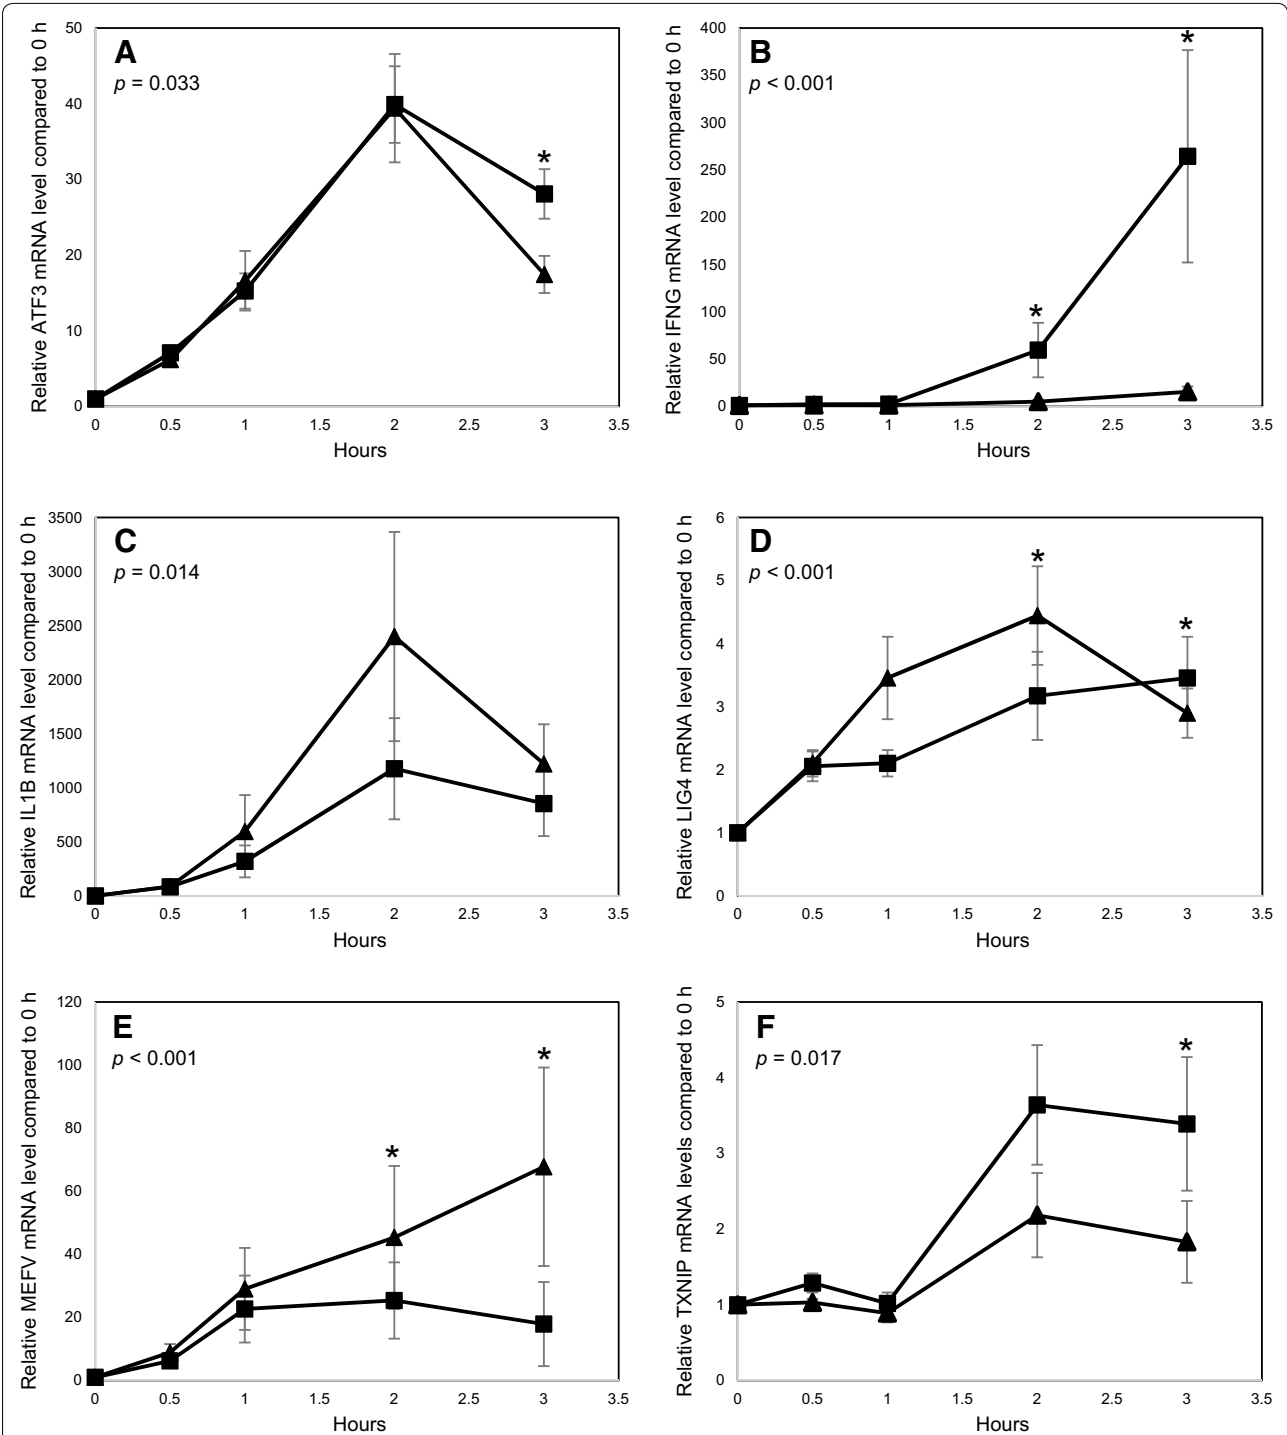 A
p = 0.033
Relative ATF3 mRNA level compared to 0 h
50
40
30
20
10
0
0 0.5 1 1.5 2 2.5 3 3.5
Hours
*
B
p < 0.001
Relative IFNG mRNA level compared to 0 h
400
350
300
250
200
150
100
50
0
0 0.5 1 1.5 2 2.5 3 3.5
Hours
*
*
C
p = 0.014
Relative IL1B mRNA level compared to 0 h
3500
3000
2500
2000
1500
1000
500
0
0 0.5 1 1.5 2 2.5 3 3.5
Hours
D
p < 0.001
Relative LIG4 mRNA level compared to 0 h
6
5
4
3
2
1
0
0 0.5 1 1.5 2 2.5 3 3.5
Hours
*
*
E
p < 0.001
Relative MEFV mRNA level compared to 0 h
120
100
80
60
40
20
0
0 0.5 1 1.5 2 2.5 3 3.5
Hours
*
*
F
p = 0.017
Relative TXNIP mRNA levels compared to 0 h
5
4
3
2
1
0
0 0.5 1 1.5 2 2.5 3 3.5
Hours
*